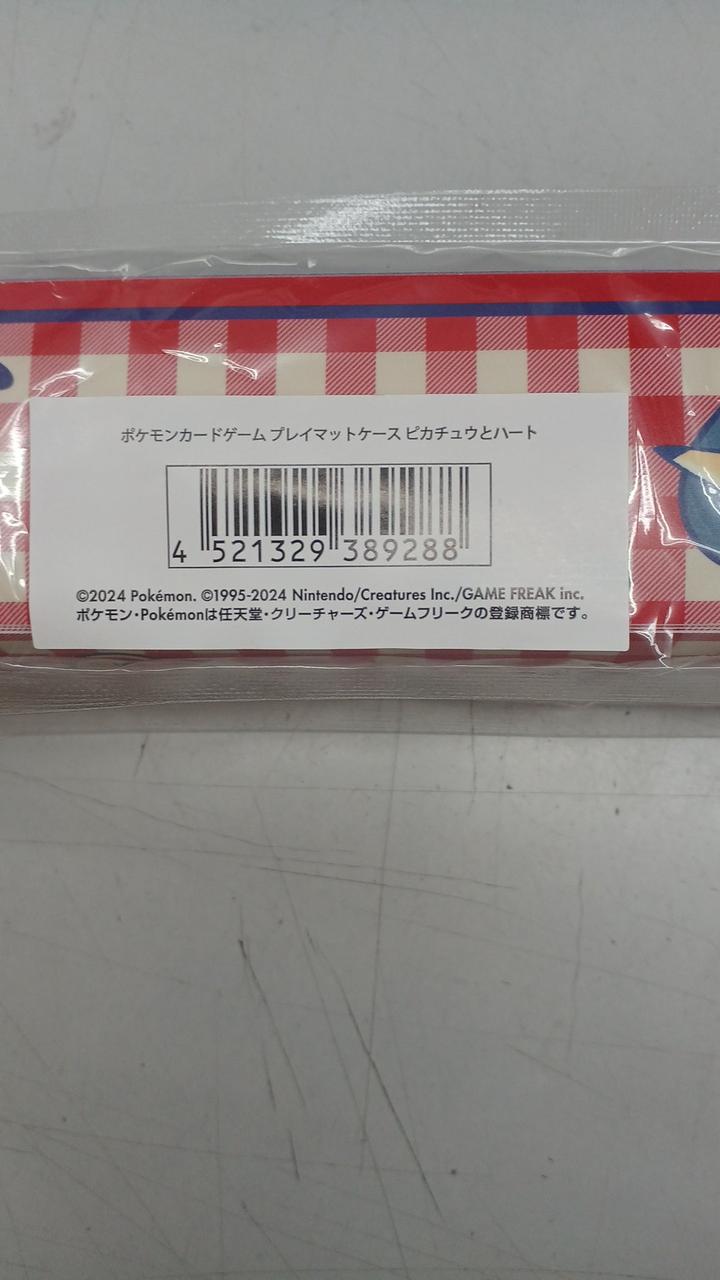 ポケモンカードゲーム プレイマットケース ピカチュウとハート
4 521329 389288
©2024 Pokémon. ©1995-2024 Nintendo/Creatures Inc./GAME FREAK inc.
ポケモン・Pokémonは任天堂・クリーチャーズ・ゲームフリークの登録商標です。